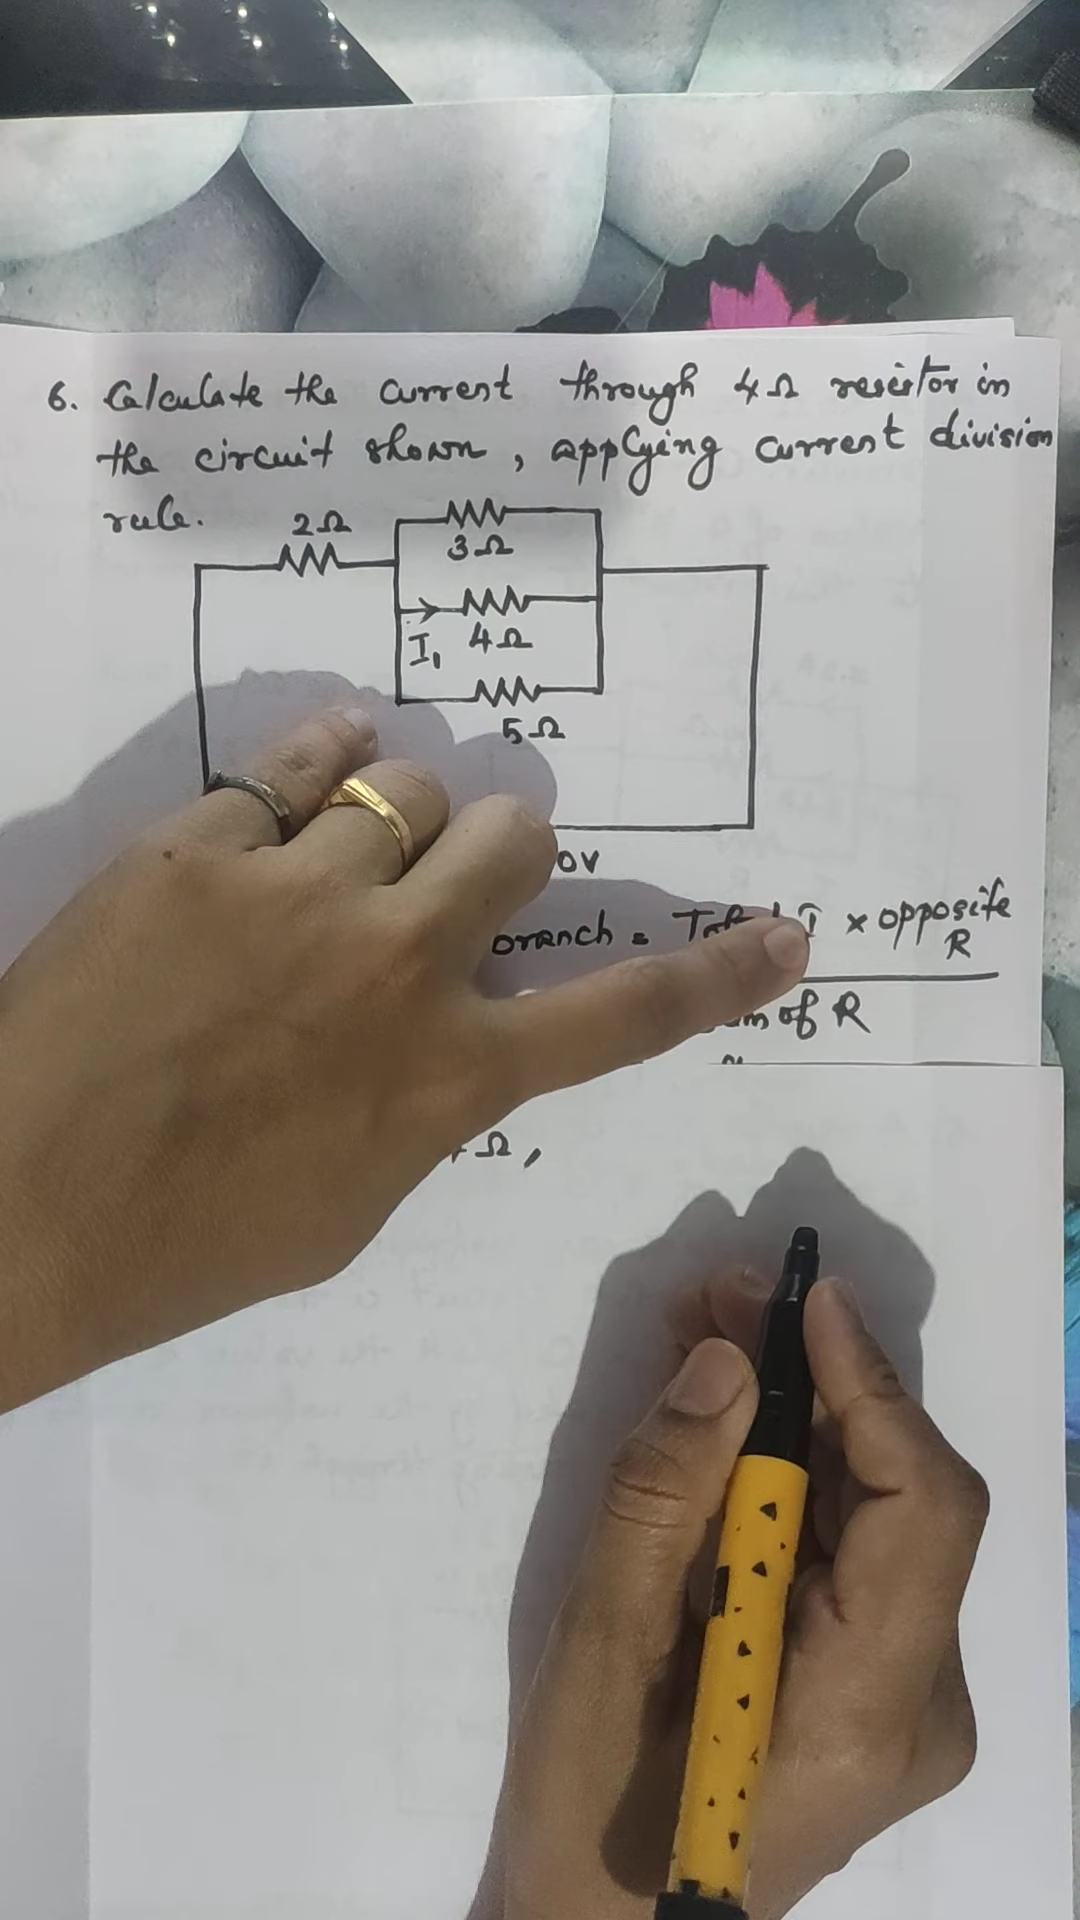 6. Calculate the current through 4Ω resistor in
the circuit shown, applying current division
rule.
2Ω
3Ω
I₁ 4Ω
5Ω
0V
branch = Total I × opposite
R
of R
Ω,